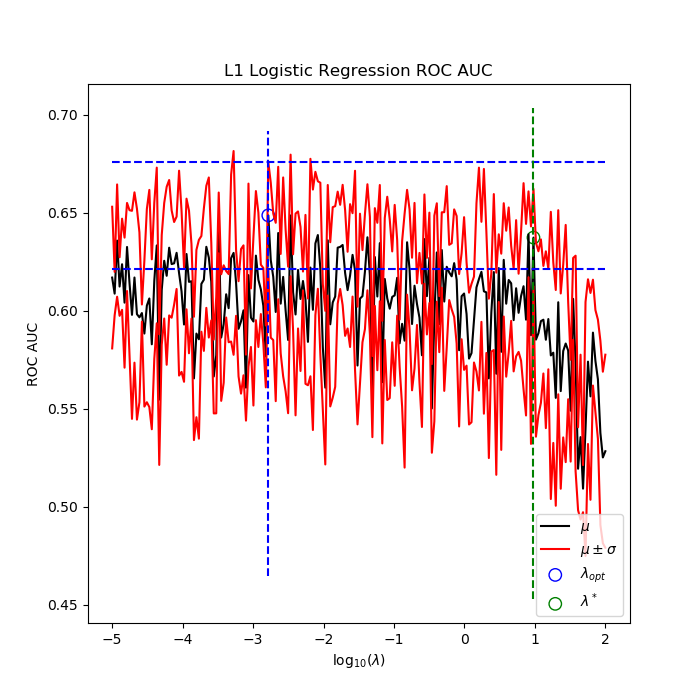 L1 Logistic Regression ROC AUC
ROC AUC
0.70
0.65
0.60
0.55
0.50
0.45
−5
−4
−3
−2
−1
0
1
2
log₁₀(λ)
μ
μ ± σ
λ_opt
λ*